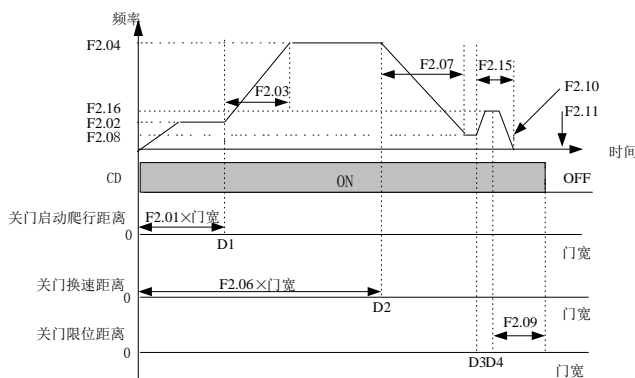 频率
F2.04
F2.07
F2.15
F2.03
F2.10
F2.16
F2.11
F2.02
F2.08
时间
CD
ON
OFF
关门启动爬行距离
F2.01×门宽
0
D1
门宽
关门换速距离
F2.06×门宽
0
D2
门宽
关门限位距离
F2.09
0
D3D4
门宽